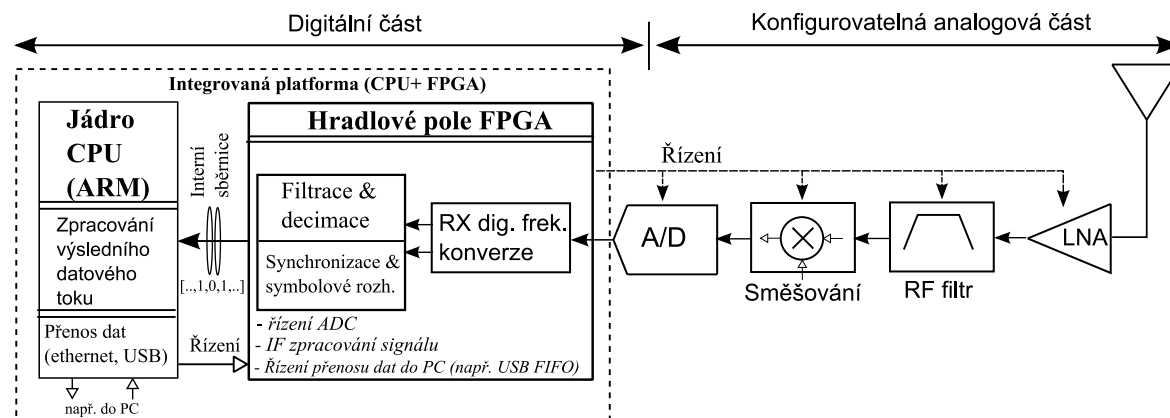 Digitální část
Konfigurovatelná analogová část
Integrovaná platforma (CPU+ FPGA)
Jádro
CPU
(ARM)
Zpracování
výsledního
datového
toku
Přenos dat
(ethernet, USB)
např. do PC
Interní
sběrnice
[..,1,0,1,..]
Řízení
Hradlové pole FPGA
Filtrace &
decimace
Synchronizace &
symbolové rozh.
RX dig. frek.
konverze
- řízení ADC
- IF zpracování signálu
- Řízení přenosu dat do PC (např. USB FIFO)
Řízení
A/D
Směšování
RF filtr
LNA